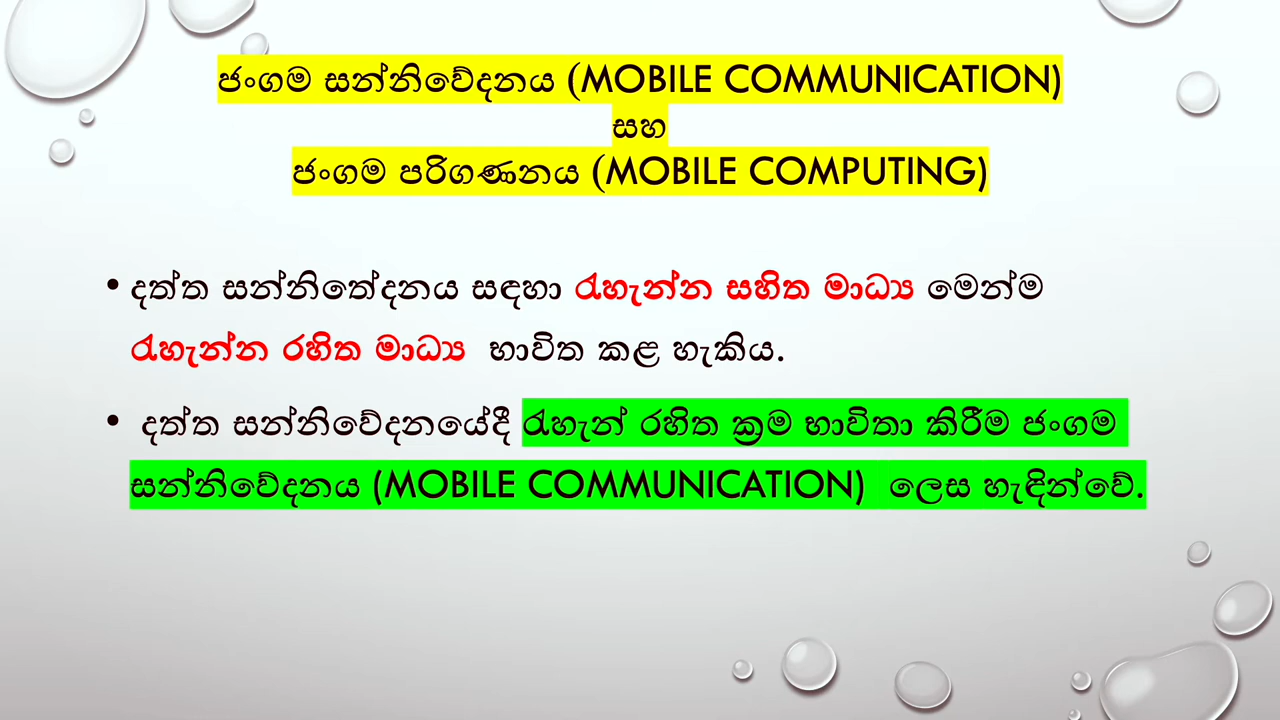 ජංගම සන්නිවේදනය (MOBILE COMMUNICATION)
සහ
ජංගම පරිගණනය (MOBILE COMPUTING)
• දත්ත සන්නිතේදනය සඳහා රැහැන්න සහිත මාධ්‍ය මෙන්ම
රැහැන්න රහිත මාධ්‍ය භාවිත කළ හැකිය.
• දත්ත සන්නිවේදනයේදී රැහැන් රහිත ක්‍රම භාවිතා කිරීම ජංගම
සන්නිවේදනය (MOBILE COMMUNICATION) ලෙස හැඳින්වේ.